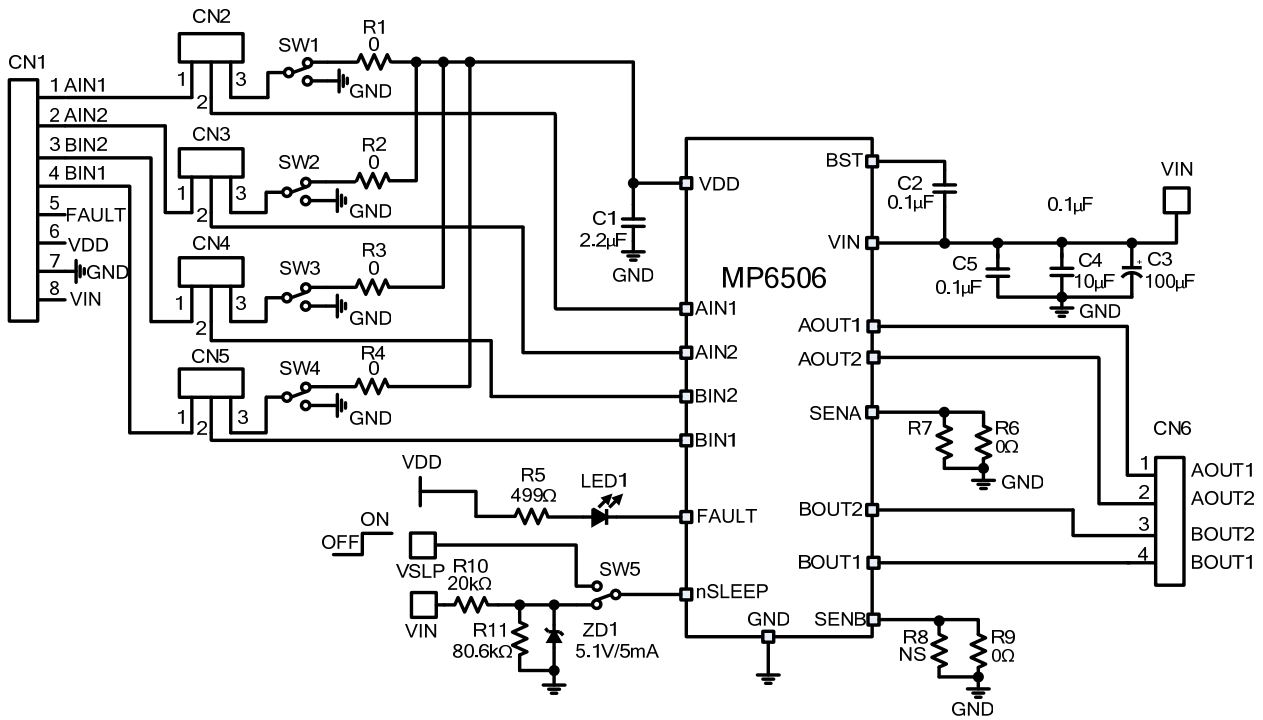 CN1
1 AIN1
2 AIN2
3 BIN2
4 BIN1
5 FAULT
6 VDD
7 GND
8 VIN
CN2
1
2
3
SW1
R1
0
GND
CN3
1
2
3
SW2
R2
0
GND
CN4
1
2
3
SW3
R3
0
GND
CN5
1
2
3
SW4
R4
0
GND
C1
2.2µF
GND
VDD
R5
499Ω
LED1
ON
OFF
VSLP
R10
20kΩ
VIN
R11
80.6kΩ
ZD1
5.1V/5mA
SW5
MP6506
VDD
AIN1
AIN2
BIN2
BIN1
FAULT
nSLEEP
GND
BST
VIN
AOUT1
AOUT2
SENA
BOUT2
BOUT1
SENB
C2
0.1µF
0.1µF
VIN
C5
0.1µF
C4
10µF
+
C3
100µF
GND
R7
R6
0Ω
GND
CN6
1 AOUT1
2 AOUT2
3 BOUT2
4 BOUT1
R8
NS
R9
0Ω
GND